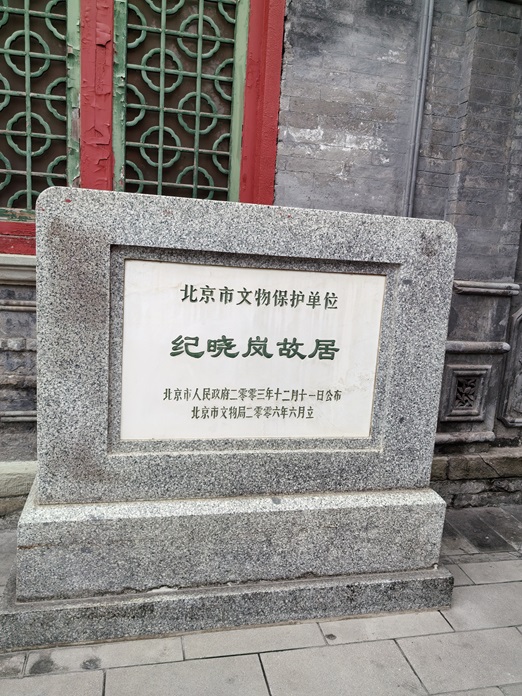 北京市文物保护单位
纪晓岚故居
北京市人民政府二零零三年十二月十一日公布
北京市文物局二零零六年六月立